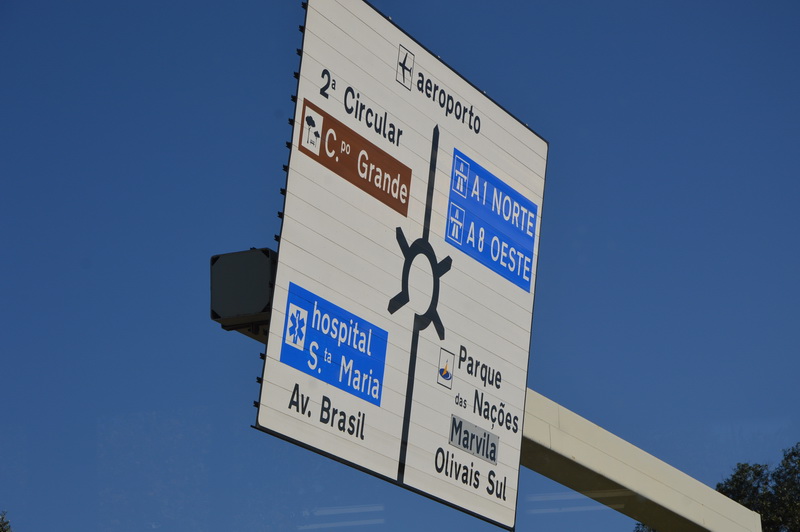 aeroporto
2ª Circular
C.po Grande
A1 NORTE
A8 OESTE
hospital
S.ta Maria
Av. Brasil
Parque
das Nações
Marvila
Olivais Sul